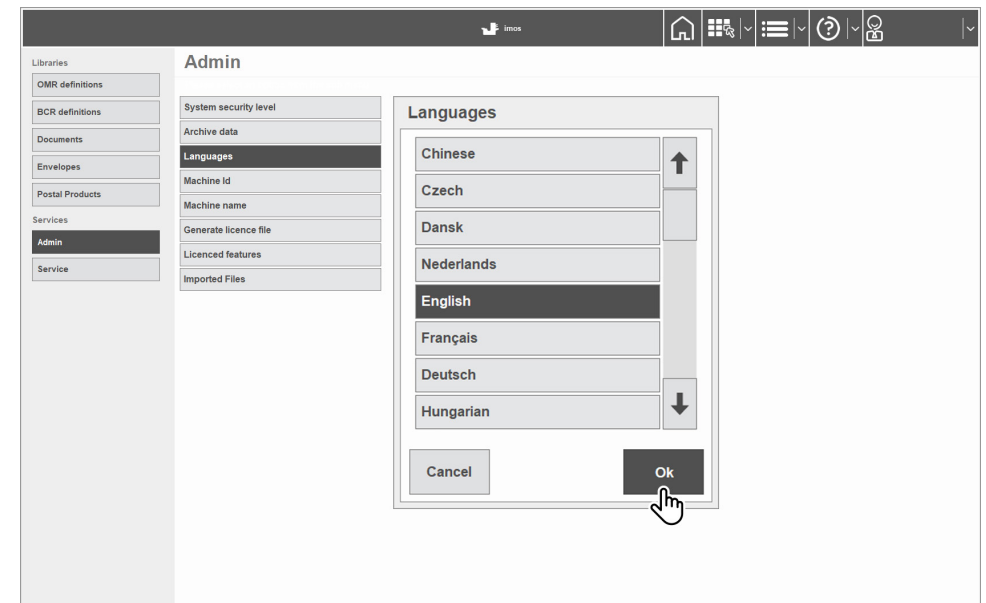 imos
Libraries
OMR definitions
BCR definitions
Documents
Envelopes
Postal Products
Services
Admin
Service
Admin
System security level
Archive data
Languages
Machine Id
Machine name
Generate licence file
Licenced features
Imported Files
Languages
Chinese
Czech
Dansk
Nederlands
English
Français
Deutsch
Hungarian
Cancel
Ok